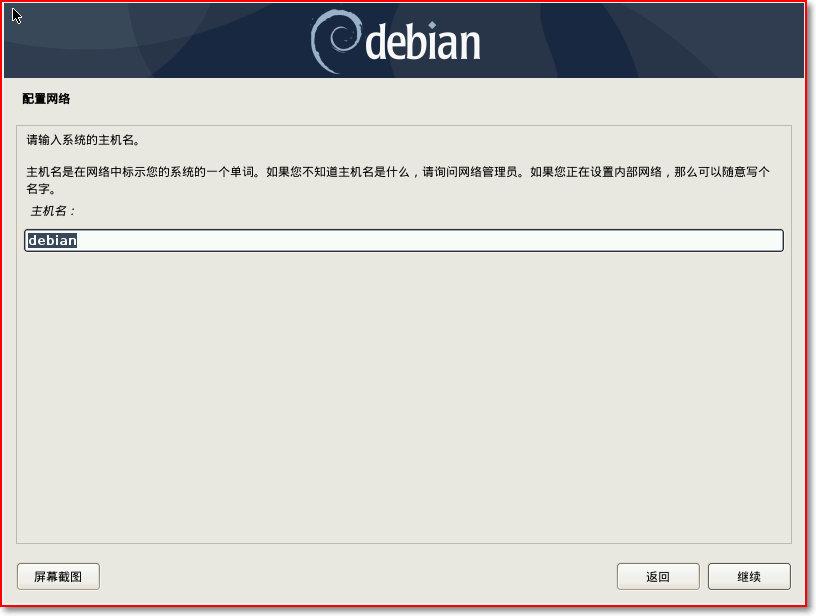 debian
配置网络
请输入系统的主机名。
主机名是在网络中标示您的系统的一个单词。如果您不知道主机名是什么，请询问网络管理员。如果您正在设置内部网络，那么可以随意写个
名字。
主机名：
debian
屏幕截图
返回
继续